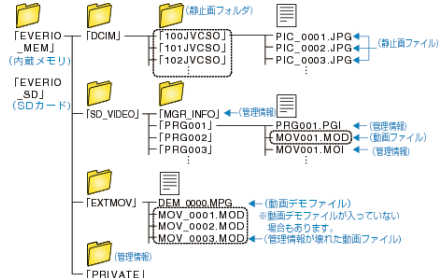 (静止画フォルダ)
「EVERIO_MEM」
(内蔵メモリ)
「EVERIO_SD」
(SDカード)
「DCIM」
「100JVCSO」
「101JVCSO」
「102JVCSO」
⋮
PIC_0001.JPG
PIC_0002.JPG
PIC_0003.JPG
(静止画ファイル)
「SD_VIDEO」
「MGR_INFO」
(管理情報)
「PRG001」
「PRG002」
「PRG003」
⋮
PRG001.PGI
(管理情報)
MOV001.MOD
(動画ファイル)
MOV001.MOI
(管理情報)
「EXTMOV」
DEM_0000.MPG
(動画デモファイル)
MOV_0001.MOD
※動画デモファイルが入っていない
MOV_0002.MOD
場合もあります。
MOV_0003.MOD
(管理情報が壊れた動画ファイル)
(管理情報)
「PRIVATE」